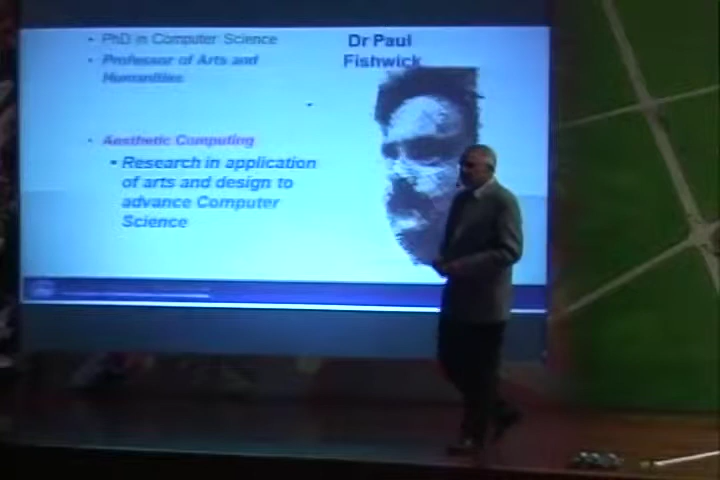 • PhD in Computer Science
• Professor of Arts and
Humanities
Dr Paul
Fishwick
• Aesthetic Computing
• Research in application
of arts and design to
advance Computer
Science